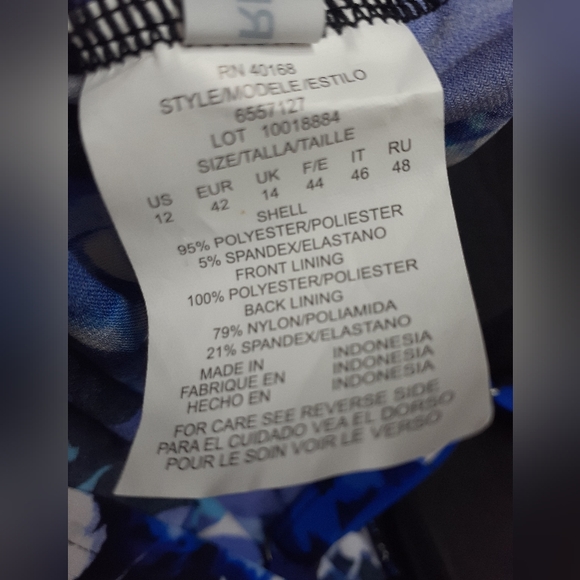 RN 40168
STYLE/MODELE/ESTILO
6557127
LOT 10018884
SIZE/TALLA/TAILLE
US EUR UK F/E IT RU
12 42 14 44 46 48
SHELL
95% POLYESTER/POLIESTER
5% SPANDEX/ELASTANO
FRONT LINING
100% POLYESTER/POLIESTER
BACK LINING
79% NYLON/POLIAMIDA
21% SPANDEX/ELASTANO
MADE IN INDONESIA
FABRIQUE EN INDONESIA
HECHO EN INDONESIA
FOR CARE SEE REVERSE SIDE
PARA EL CUIDADO VEA EL DORSO
POUR LE SOIN VOIR LE VERSO